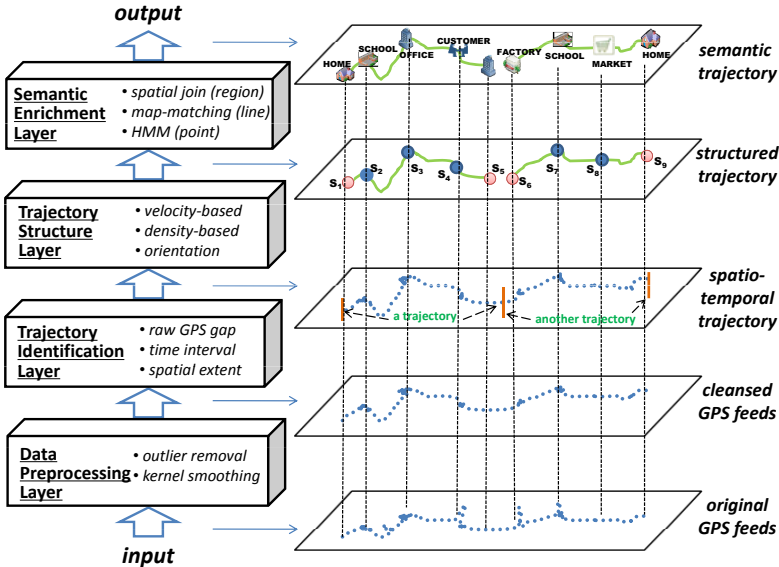 output
Semantic
Enrichment
Layer
• spatial join (region)
• map-matching (line)
• HMM (point)
HOME
SCHOOL
OFFICE
CUSTOMER
FACTORY
SCHOOL
MARKET
HOME
semantic
trajectory
Trajectory
Structure
Layer
• velocity-based
• density-based
• orientation
S1
S2
S3
S4
S5
S6
S7
S8
S9
structured
trajectory
Trajectory
Identification
Layer
• raw GPS gap
• time interval
• spatial extent
a trajectory
another trajectory
spatio-
temporal
trajectory
Data
Preprocessing
Layer
• outlier removal
• kernel smoothing
cleansed
GPS feeds
input
original
GPS feeds